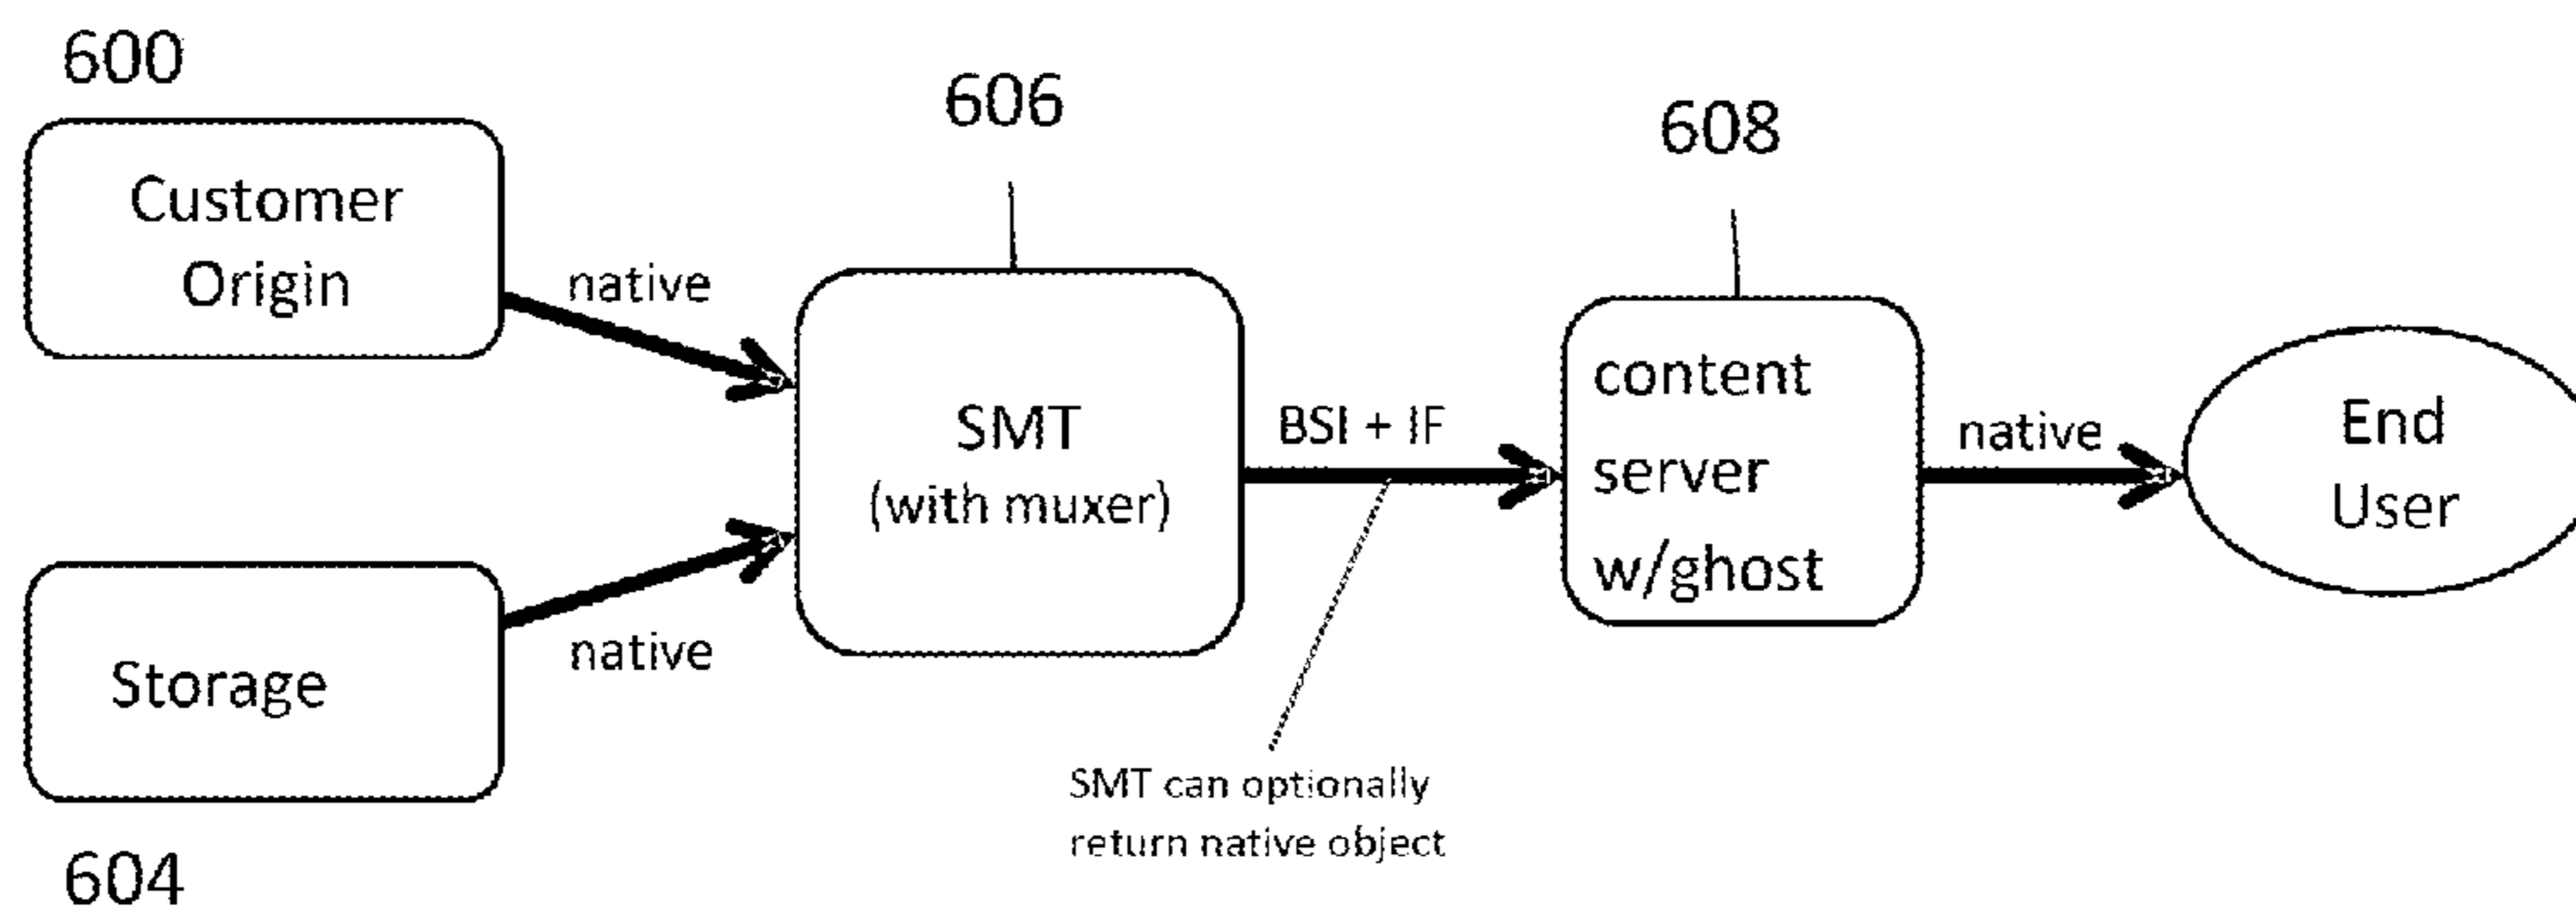 600
Customer
Origin
native
606
SMT
(with muxer)
BSI + IF
608
content
server
w/ghost
native
End
User
Storage
native
604
SMT can optionally
return native object